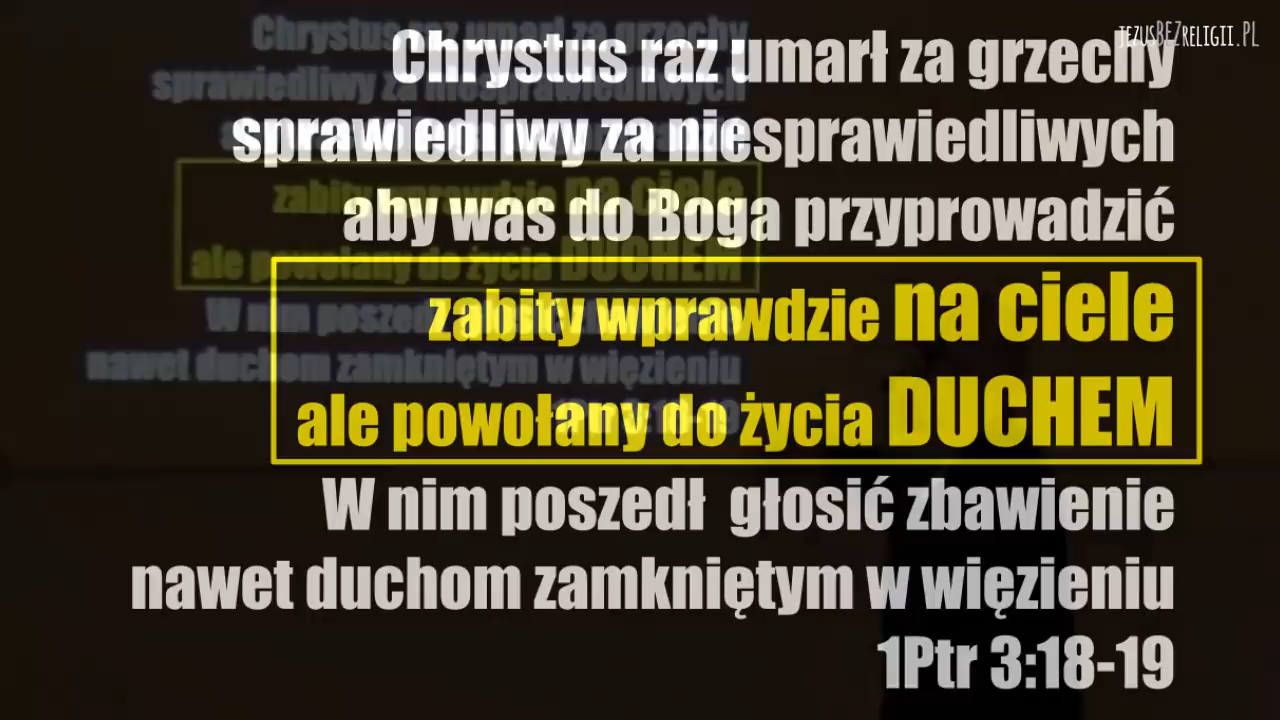 jezusBEZreligii.PL
Chrystus raz umarł za grzechy
sprawiedliwy za niesprawiedliwych
aby was do Boga przyprowadzić
zabity wprawdzie na ciele
ale powołany do życia DUCHEM
W nim poszedł głosić zbawienie
nawet duchom zamkniętym w więzieniu
1Ptr 3:18-19